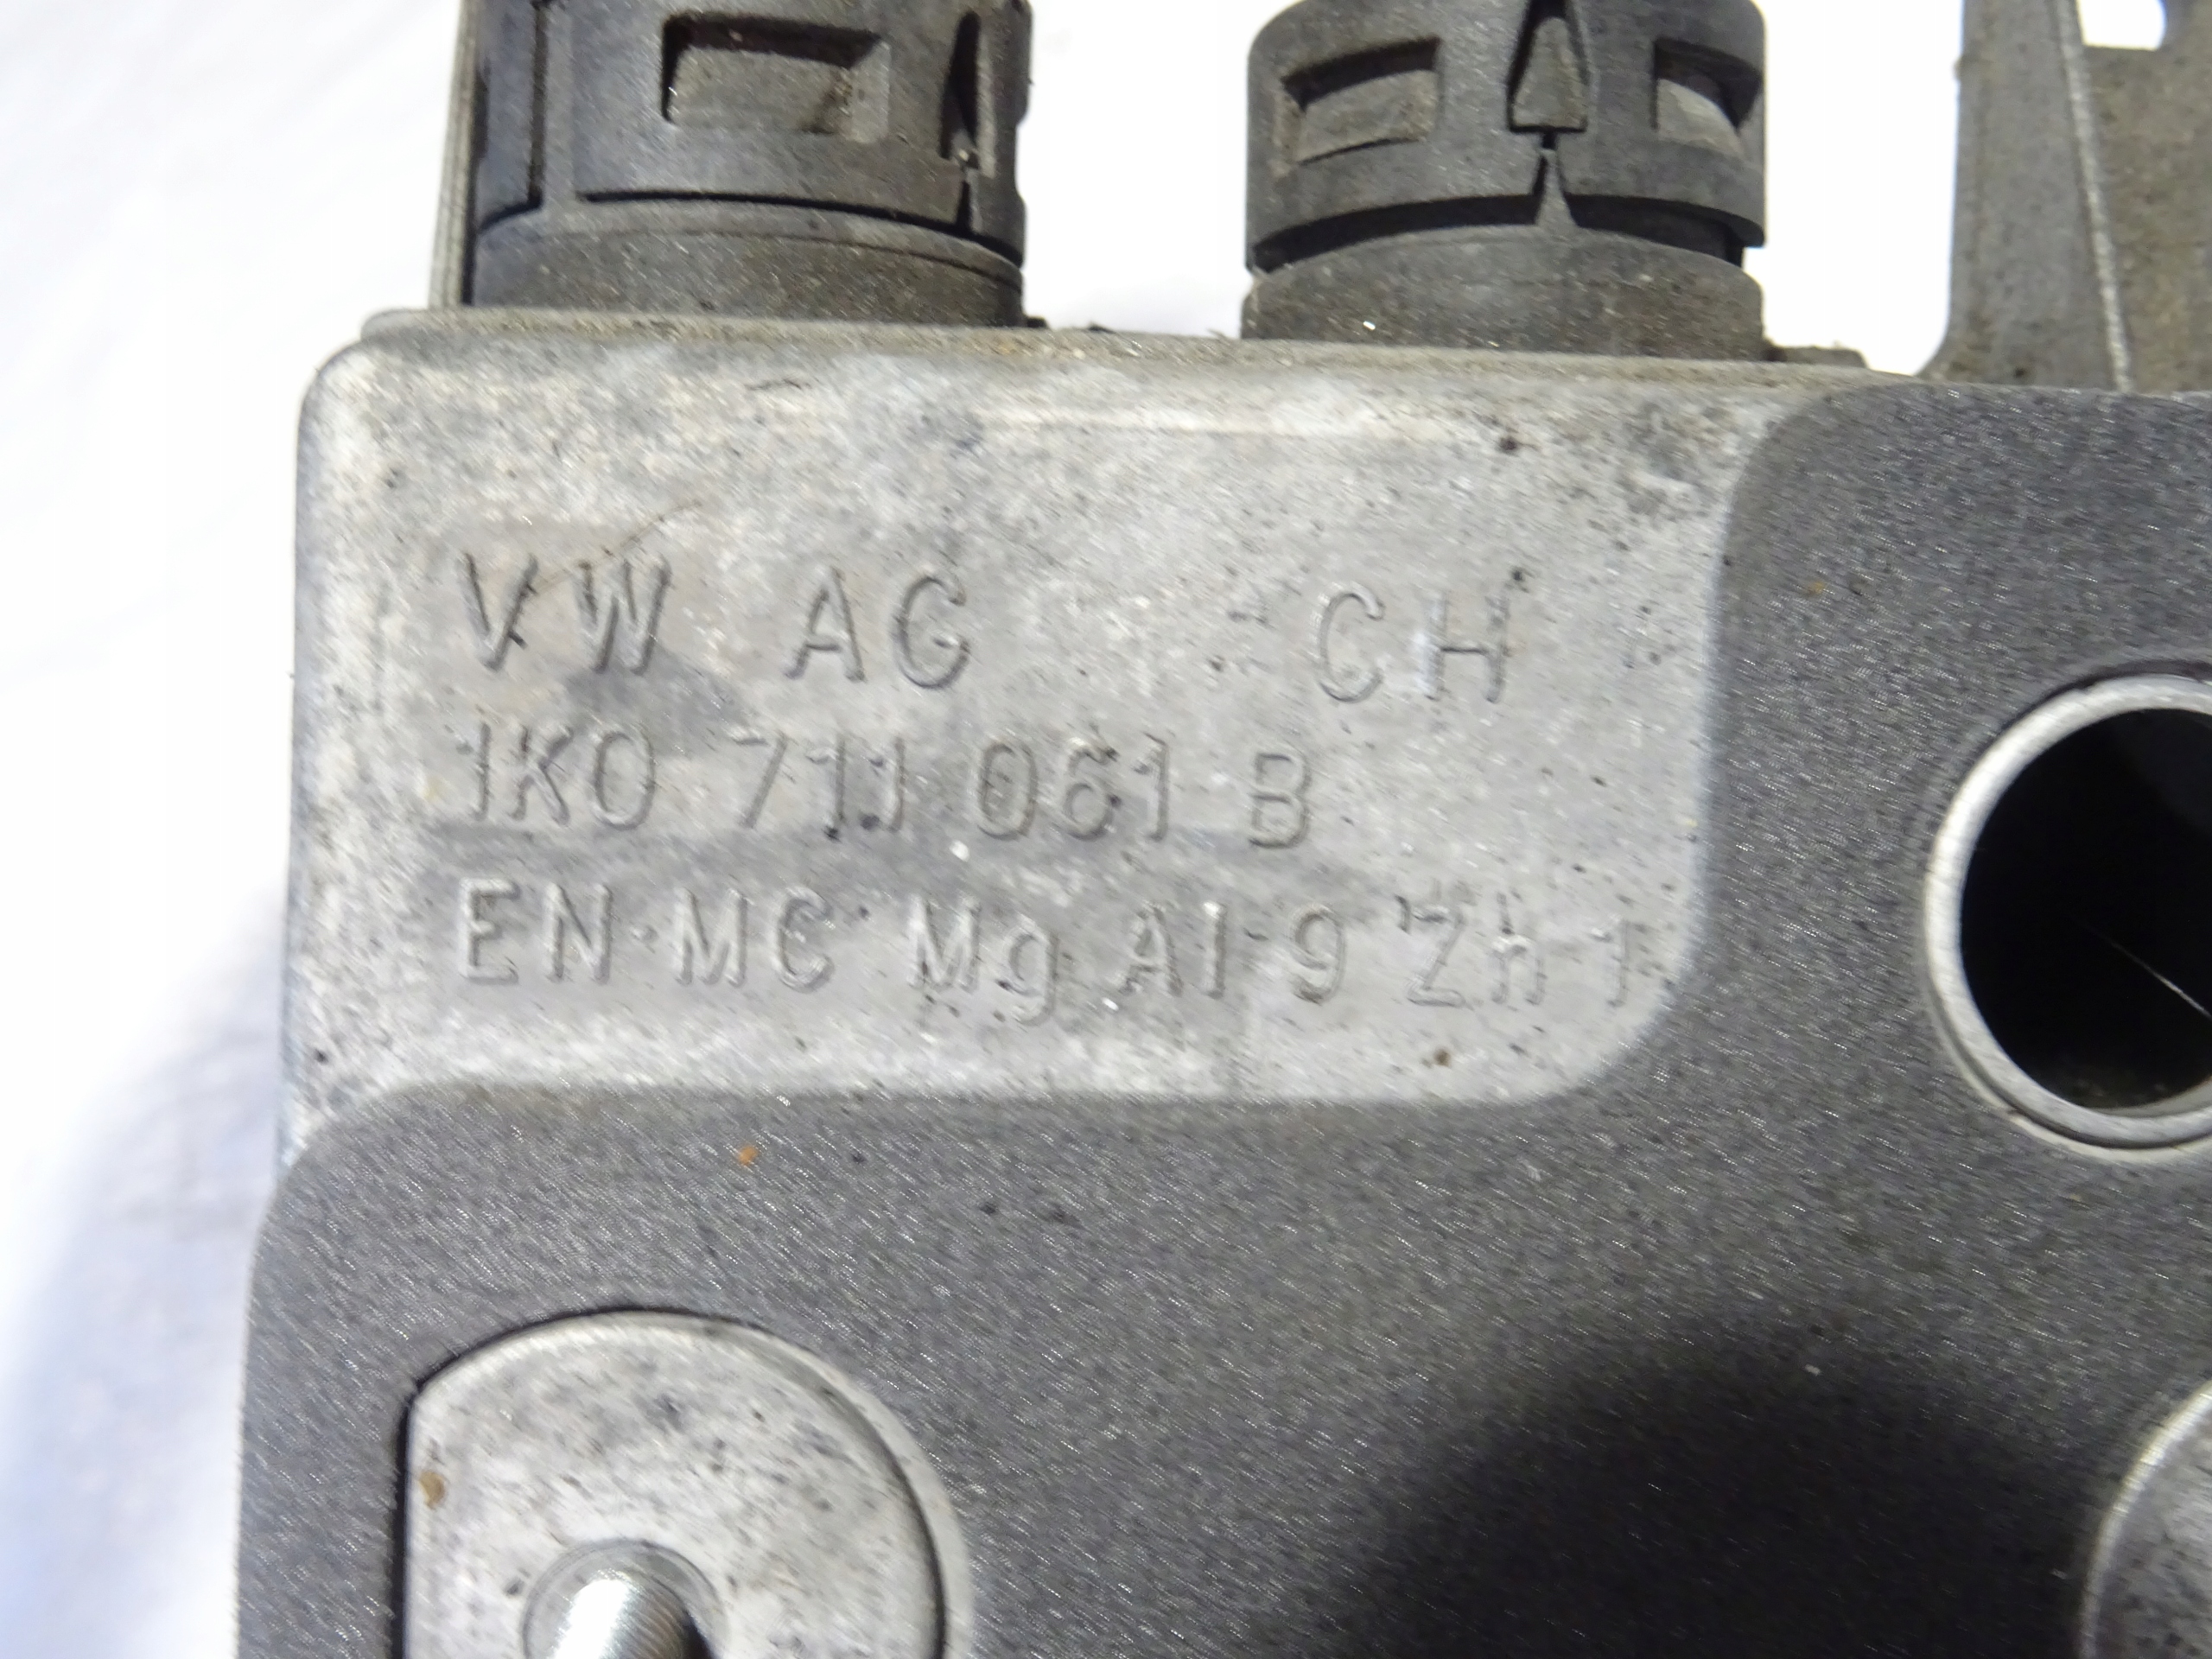 VW AG CH
1K0 711 061 B
EN-MC Mg Al 9 Zn 1